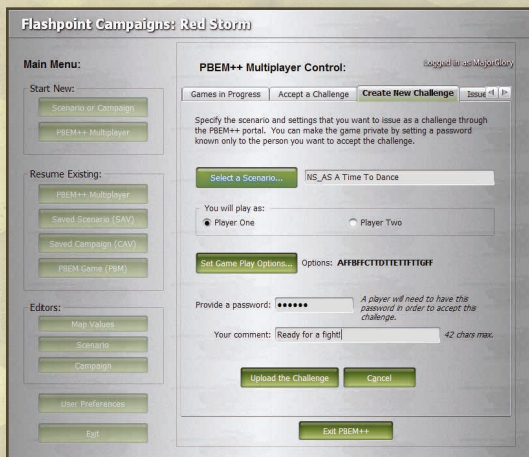 Flashpoint Campaigns: Red Storm
Main Menu:
Start New:
Scenario or Campaign
PBEM++ Multiplayer
Resume Existing:
PBEM++ Multiplayer
Saved Scenario (SAV)
Saved Campaign (CAV)
PBEM Game (PBM)
Editors:
Map Values
Scenario
Campaign
User Preferences
Exit
PBEM++ Multiplayer Control:
Logged in as MajorGlory
Games in Progress
Accept a Challenge
Create New Challenge
Issue
Specify the scenario and settings that you want to issue as a challenge through
the PBEM++ portal. You can make the game private by setting a password
known only to the person you want to accept the challenge.
Select a Scenario...
NS_AS A Time To Dance
You will play as:
Player One
Player Two
Set Game Play Options...
Options: AFFBFFCTTDTTETTFTTGFF
Provide a password: ●●●●●●
A player will need to have this
password in order to accept this
challenge.
Your comment: Ready for a fight!
42 chars max.
Upload the Challenge
Cancel
Exit PBEM++